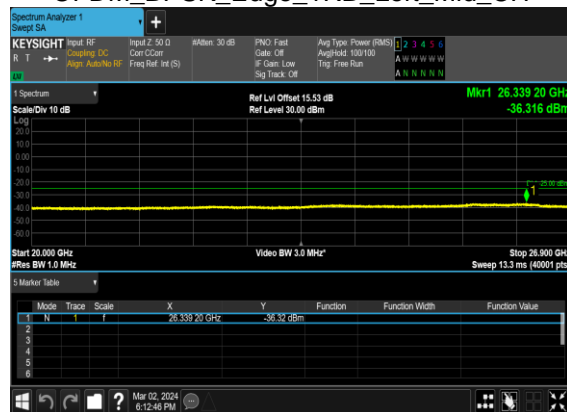 Spectrum Analyzer 1
Swept SA
+
KEYSIGHT Input: RF Input Z: 50 Ω #Atten: 30 dB PNO: Fast Avg Type: Power (RMS) 1 2 3 4 5 6
R T Coupling: DC Corr CCorr Gate: Off Avg|Hold: 100/100 A W W W W W
Align: Auto/No RF Freq Ref: Int (S) IF Gain: Low Trig: Free Run
Sig Track: Off A N N N N N
LW
1 Spectrum Ref Lvl Offset 15.53 dB Mkr1 26.339 20 GHz
Scale/Div 10 dB Ref Level 30.00 dBm -36.316 dBm
Log
20.0
10.0
0.00
-10.0
-20.0
-25.00 dBm
-30.0
1
-40.0
-50.0
-60.0
Start 20.000 GHz Video BW 3.0 MHz* Stop 26.900 GHz
#Res BW 1.0 MHz Sweep 13.3 ms (40001 pts)
5 Marker Table
Mode Trace Scale X Y Function Function Width Function Value
1 N 1 f 26.339 20 GHz -36.32 dBm
2
3
4
5
6
? Mar 02, 2024
6:12:46 PM